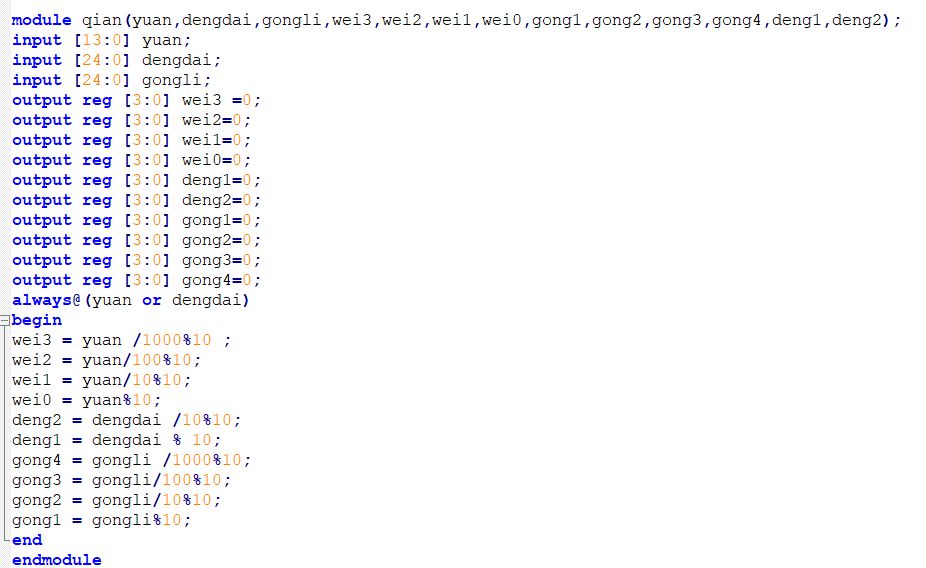 module qian(yuan,dengdai,gongli,wei3,wei2,wei1,wei0,gong1,gong2,gong3,gong4,deng1,deng2);
input [13:0] yuan;
input [24:0] dengdai;
input [24:0] gongli;
output reg [3:0] wei3 =0;
output reg [3:0] wei2=0;
output reg [3:0] wei1=0;
output reg [3:0] wei0=0;
output reg [3:0] deng1=0;
output reg [3:0] deng2=0;
output reg [3:0] gong1=0;
output reg [3:0] gong2=0;
output reg [3:0] gong3=0;
output reg [3:0] gong4=0;
always@(yuan or dengdai)
begin
wei3 = yuan /1000%10 ;
wei2 = yuan/100%10;
wei1 = yuan/10%10;
wei0 = yuan%10;
deng2 = dengdai /10%10;
deng1 = dengdai % 10;
gong4 = gongli /1000%10;
gong3 = gongli/100%10;
gong2 = gongli/10%10;
gong1 = gongli%10;
end
endmodule